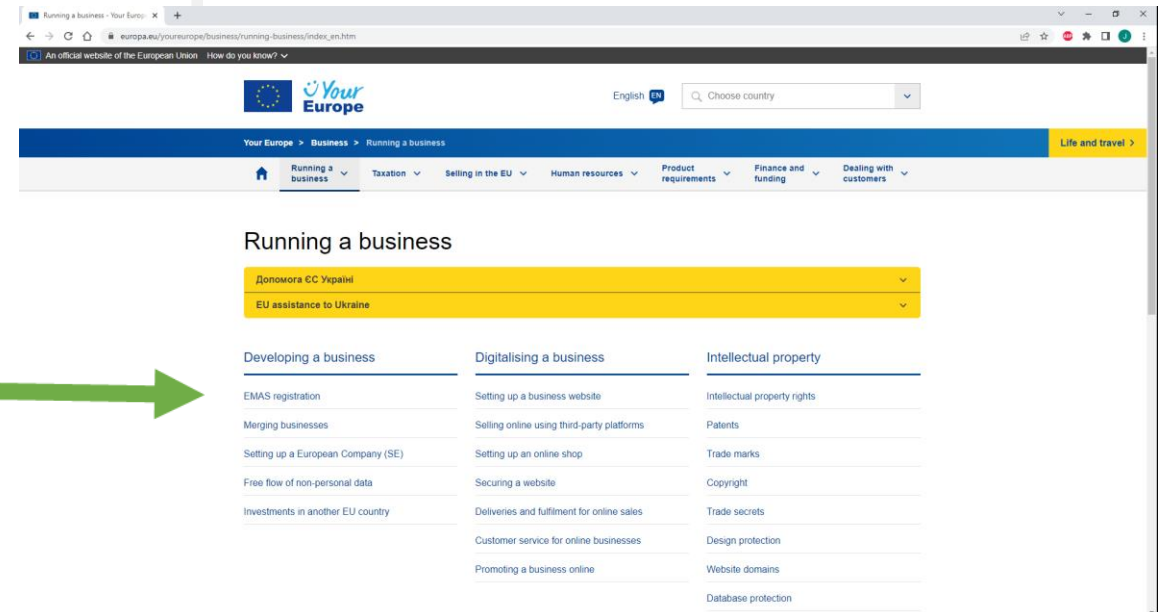 Running a business - Your Europ
europa.eu/youreurope/business/running-business/index_en.htm
An official website of the European Union How do you know?
Your
Europe
English EN
Choose country
Your Europe > Business > Running a business
Life and travel >
Running a
business
Taxation
Selling in the EU
Human resources
Product
requirements
Finance and
funding
Dealing with
customers
Running a business
Допомога ЄС Україні
EU assistance to Ukraine
Developing a business
EMAS registration
Merging businesses
Setting up a European Company (SE)
Free flow of non-personal data
Investments in another EU country
Digitalising a business
Setting up a business website
Selling online using third-party platforms
Setting up an online shop
Securing a website
Deliveries and fulfilment for online sales
Customer service for online businesses
Promoting a business online
Intellectual property
Intellectual property rights
Patents
Trade marks
Copyright
Trade secrets
Design protection
Website domains
Database protection